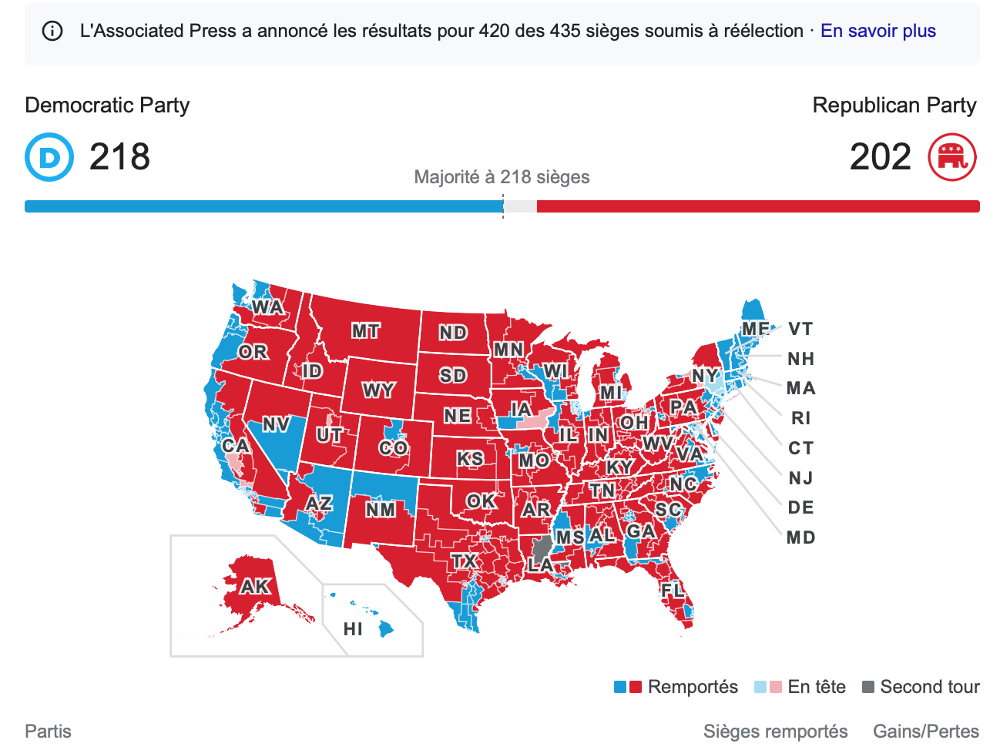 L'Associated Press a annoncé les résultats pour 420 des 435 sièges soumis à réélection · En savoir plus
Democratic Party
Republican Party
D 218
202
Majorité à 218 sièges
WA
MT
ND
MN
ME
VT
OR
ID
SD
WI
NY
NH
WY
MI
MA
NV
UT
NE
IA
PA
RI
CA
CO
IL
IN
OH
WV
VA
CT
KS
MO
KY
NJ
AZ
NM
OK
AR
TN
NC
DE
SC
MS
AL
GA
MD
TX
LA
AK
FL
HI
Remportés
En tête
Second tour
Partis
Sièges remportés
Gains/Pertes